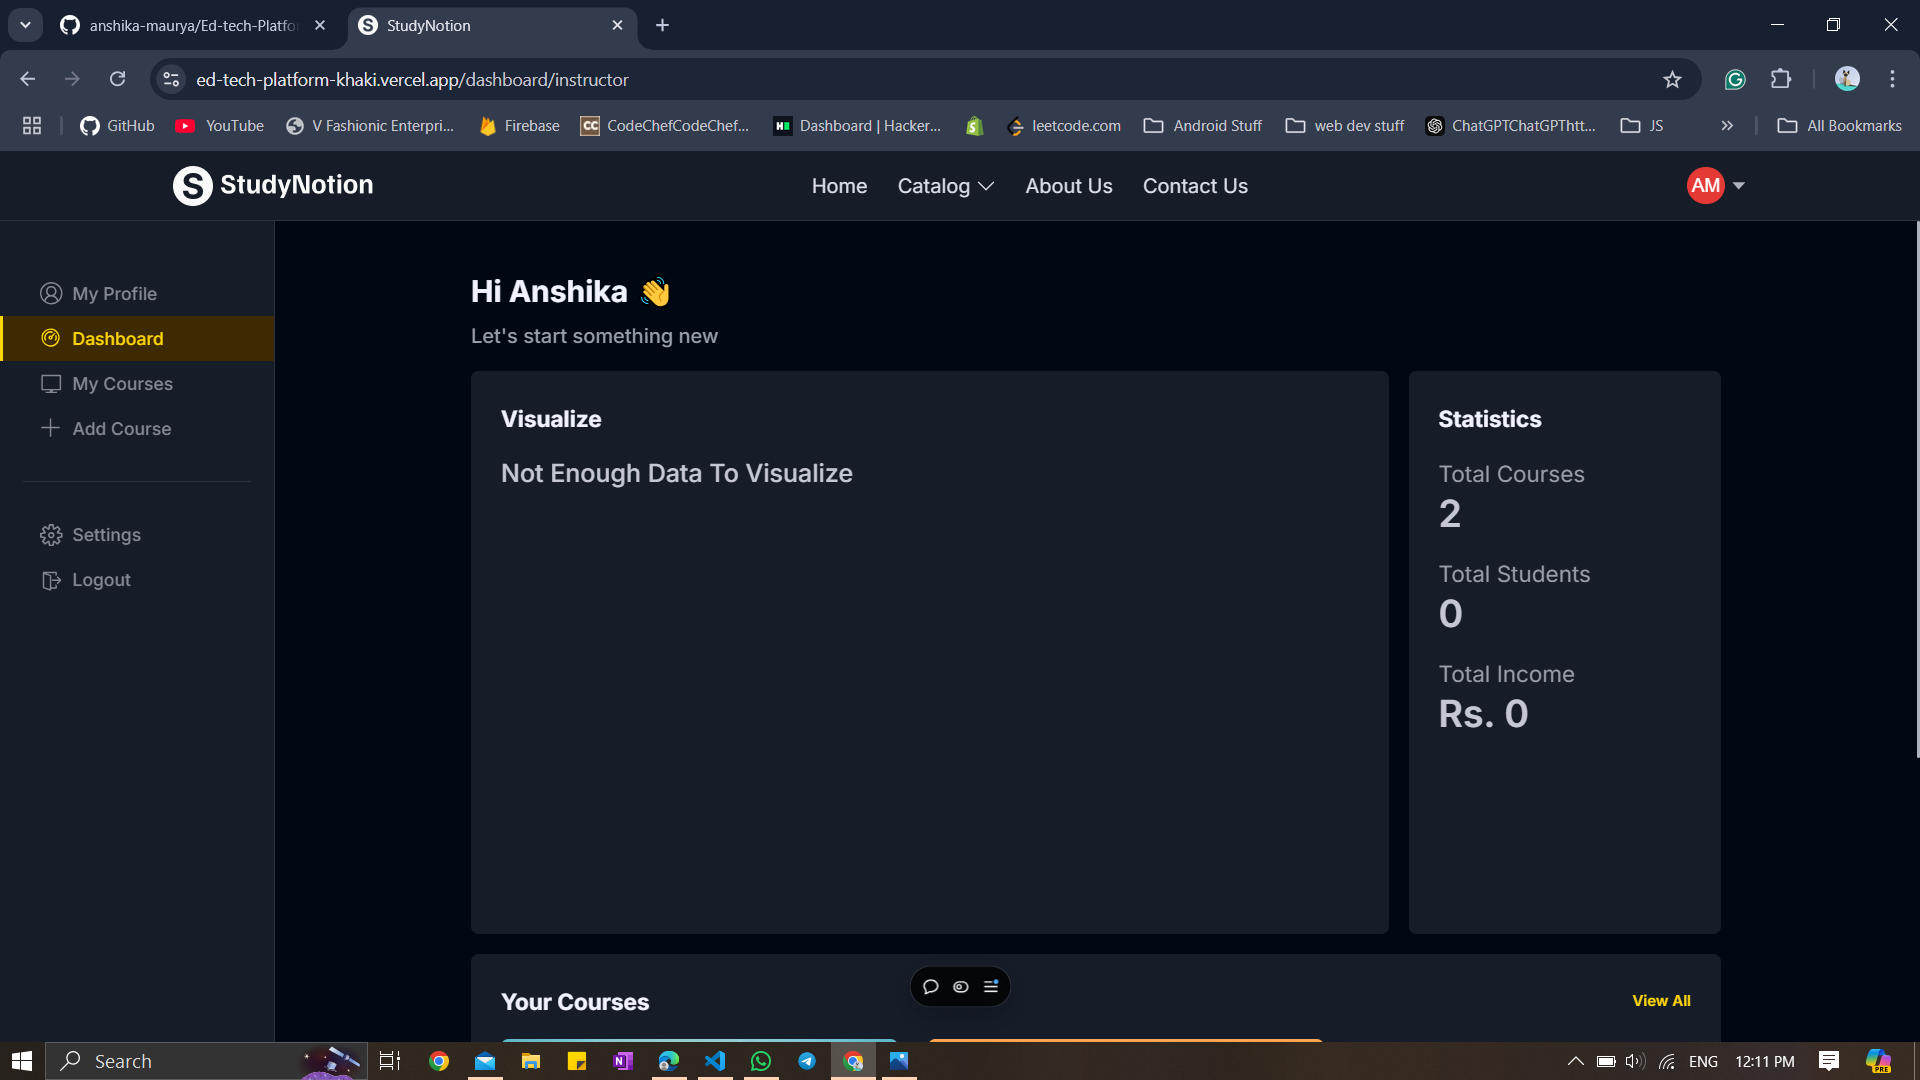 anshika-maurya/Ed-tech-Platfo
StudyNotion
ed-tech-platform-khaki.vercel.app/dashboard/instructor
GitHub
YouTube
V Fashionic Enterpri...
Firebase
CC
CodeChefCodeChef...
Dashboard | Hacker...
leetcode.com
Android Stuff
web dev stuff
ChatGPTChatGPThtt...
JS
All Bookmarks
S StudyNotion
Home
Catalog
About Us
Contact Us
AM
My Profile
Dashboard
My Courses
Add Course
Settings
Logout
Hi Anshika 👋
Let's start something new
Visualize
Not Enough Data To Visualize
Statistics
Total Courses
2
Total Students
0
Total Income
Rs. 0
Your Courses
View All
Search
ENG
12:11 PM
PRE